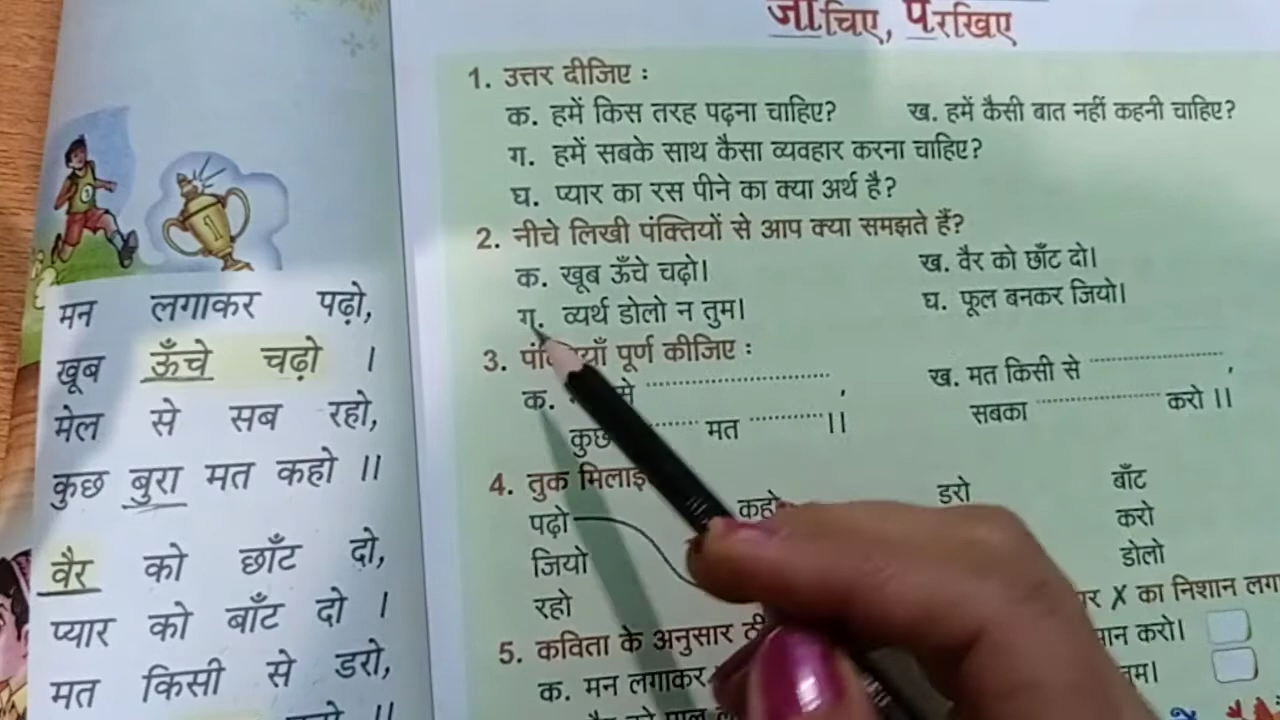 मन लगाकर पढ़ो,
खूब ऊँचे चढ़ो ।
मेल से सब रहो,
कुछ बुरा मत कहो ।।
वैर को छाँट दो,
प्यार को बाँट दो ।
मत किसी से डरो,
।।
जाँचिए, परखिए
1. उत्तर दीजिए :
क. हमें किस तरह पढ़ना चाहिए? ख. हमें कैसी बात नहीं कहनी चाहिए?
ग. हमें सबके साथ कैसा व्यवहार करना चाहिए?
घ. प्यार का रस पीने का क्या अर्थ है?
2. नीचे लिखी पंक्तियों से आप क्या समझते हैं?
क. खूब ऊँचे चढ़ो। ख. वैर को छाँट दो।
ग. व्यर्थ डोलो न तुम। घ. फूल बनकर जियो।
3. पूर्ण कीजिए :
क. से .................... , ख. मत किसी से .................... ,
कुछ ........ मत ........ ।। सबका .................... करो ।।
4. तुक
पढ़ो कहो डरो बाँट
जियो करो
रहो डोलो
5. कविता के अनुसार X का निशान
क. मन लगाकर करो।